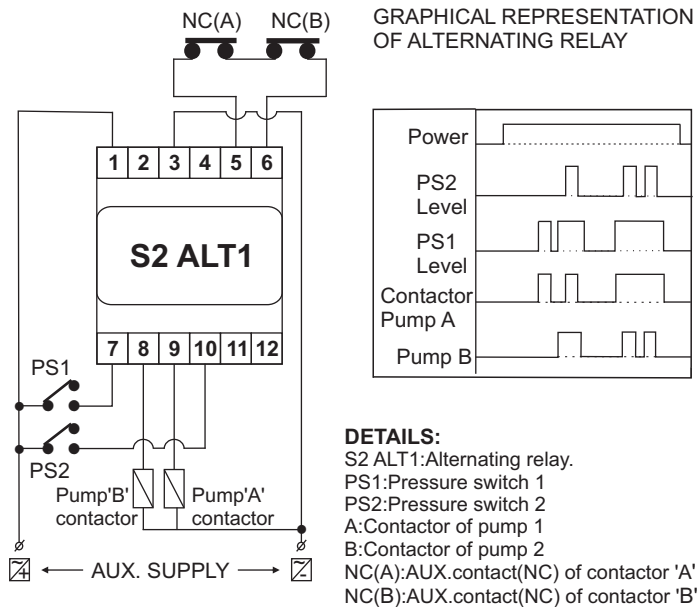 NC(A) NC(B)
1 2 3 4 5 6
S2 ALT1
7 8 9 10 11 12
PS1
PS2
Pump'B'
contactor
Pump'A'
contactor
AUX. SUPPLY
GRAPHICAL REPRESENTATION
OF ALTERNATING RELAY
Power
PS2
Level
PS1
Level
Contactor
Pump A
Pump B
DETAILS:
S2 ALT1:Alternating relay.
PS1:Pressure switch 1
PS2:Pressure switch 2
A:Contactor of pump 1
B:Contactor of pump 2
NC(A):AUX.contact(NC) of contactor 'A'
NC(B):AUX.contact(NC) of contactor 'B'